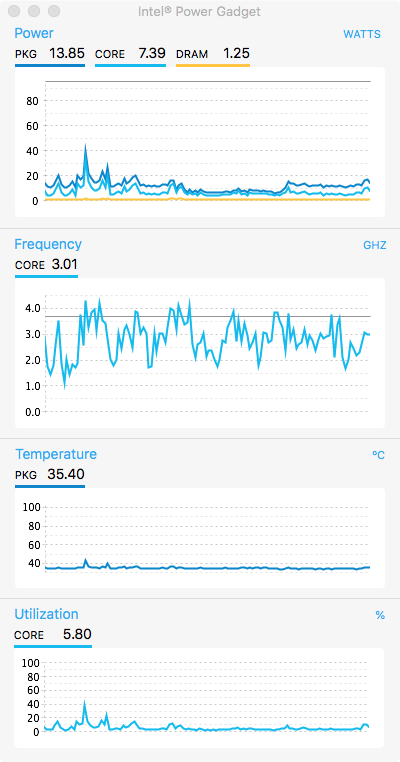 Intel® Power Gadget
Power WATTS
PKG 13.85 CORE 7.39 DRAM 1.25
80
60
40
20
0
Frequency GHZ
CORE 3.01
4.0
3.0
2.0
1.0
0.0
Temperature ºC
PKG 35.40
100
80
60
40
Utilization %
CORE 5.80
100
80
60
40
20
0